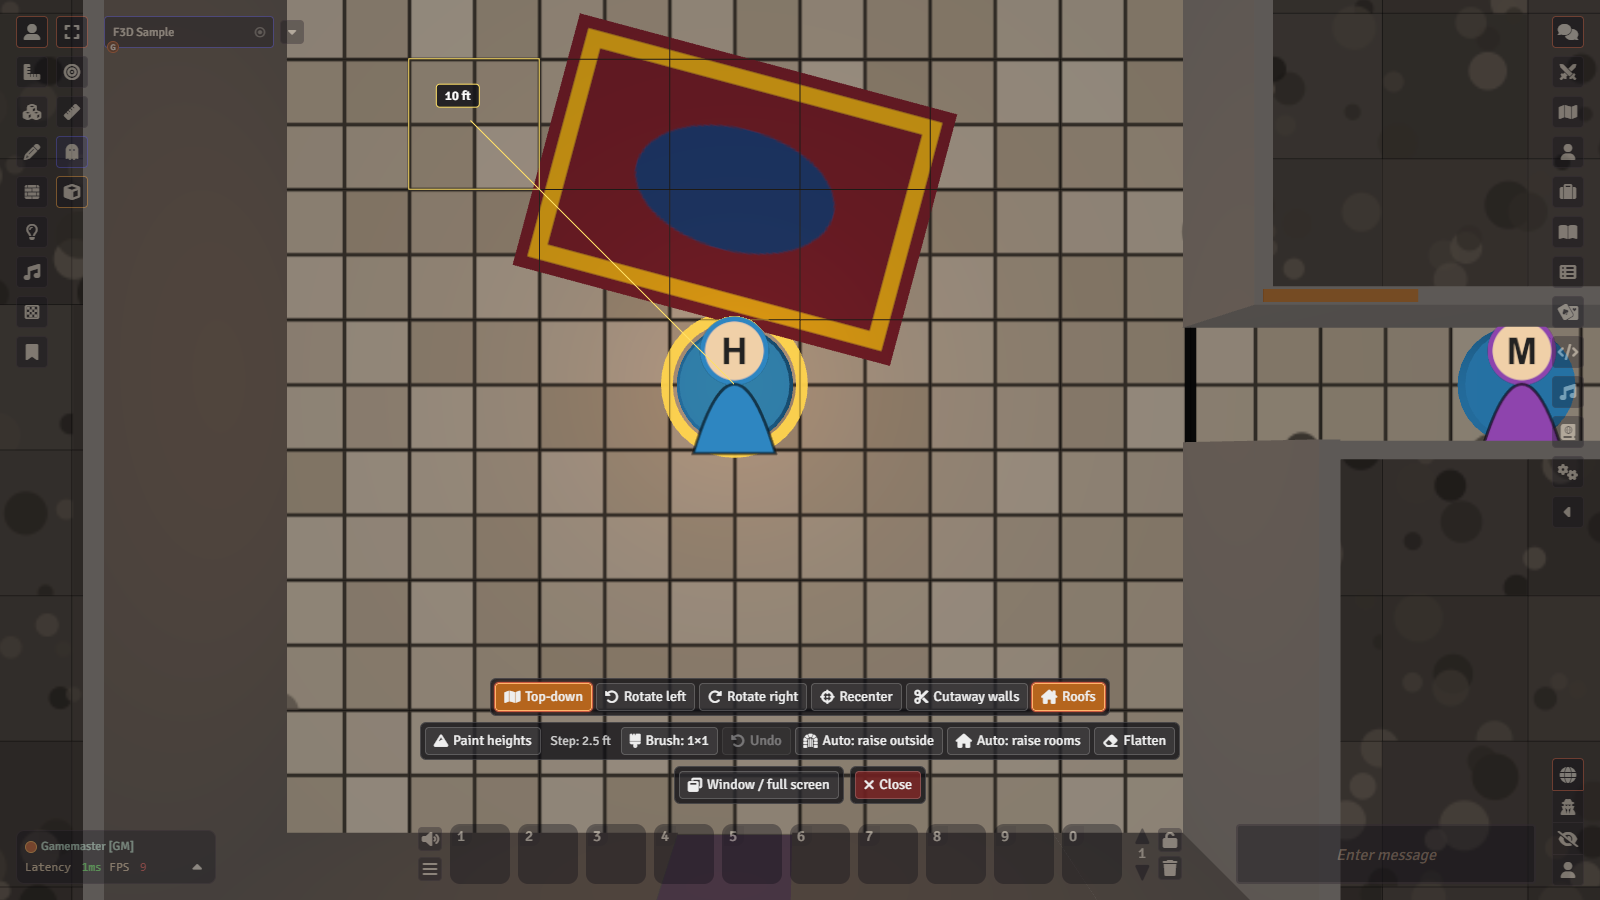 F3D Sample
G
10 ft
H
M
Top-down Rotate left Rotate right Recenter Cutaway walls Roofs
Paint heights Step: 2.5 ft Brush: 1×1 Undo Auto: raise outside Auto: raise rooms Flatten
Window / full screen Close
1 2 3 4 5 6 7 8 9 0
1
Gamemaster [GM]
Latency 1ms FPS 9
Enter message